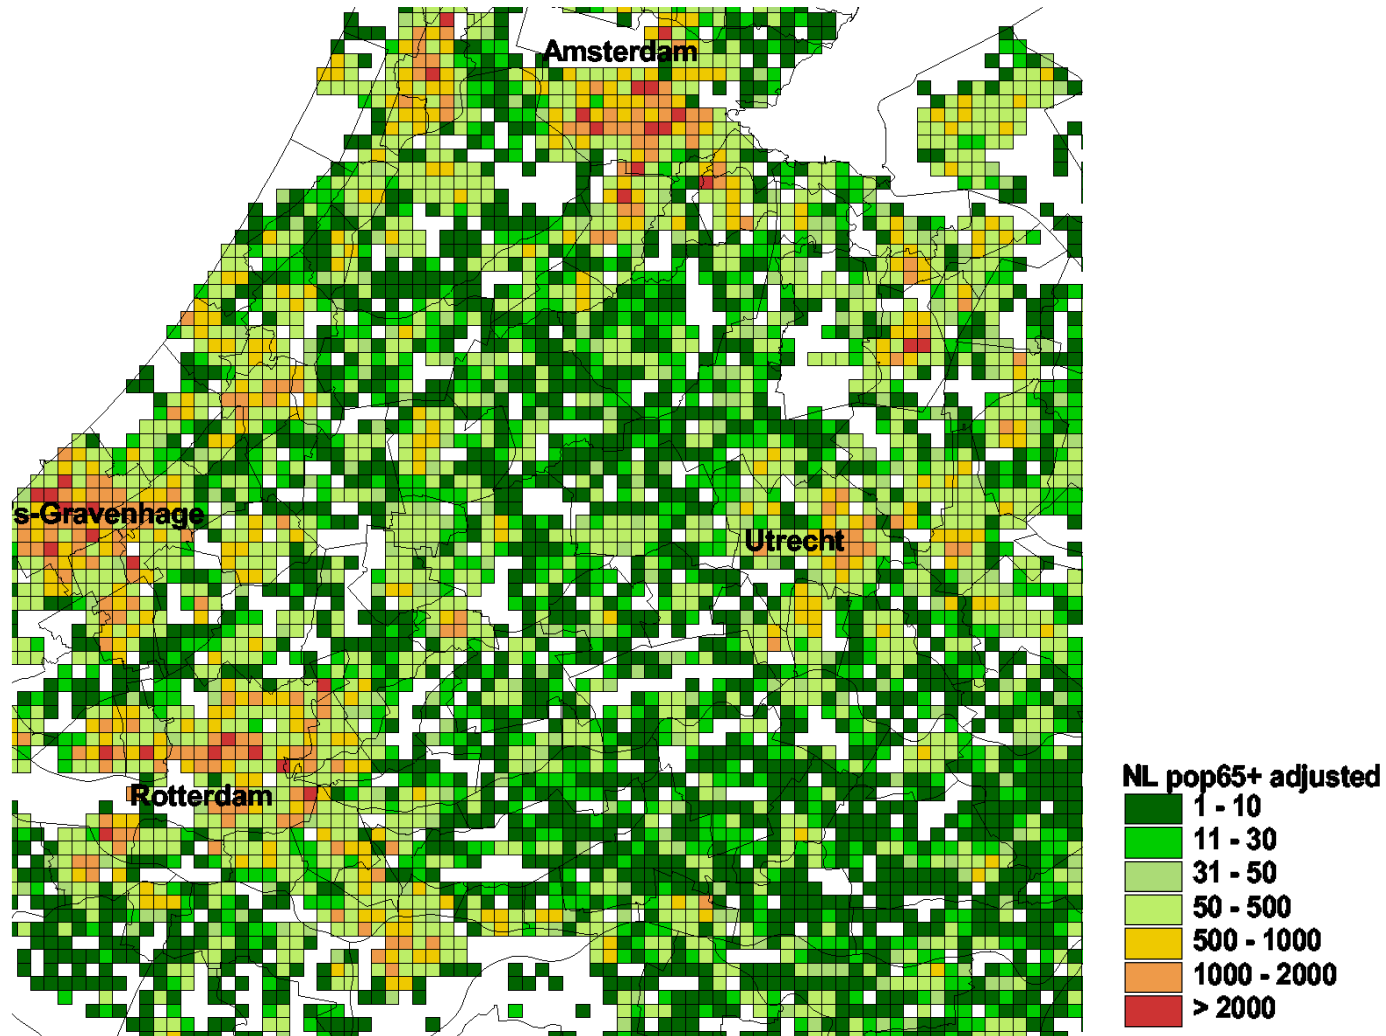 Amsterdam
s-Gravenhage
Utrecht
Rotterdam
NL pop65+ adjusted
1 - 10
11 - 30
31 - 50
50 - 500
500 - 1000
1000 - 2000
> 2000